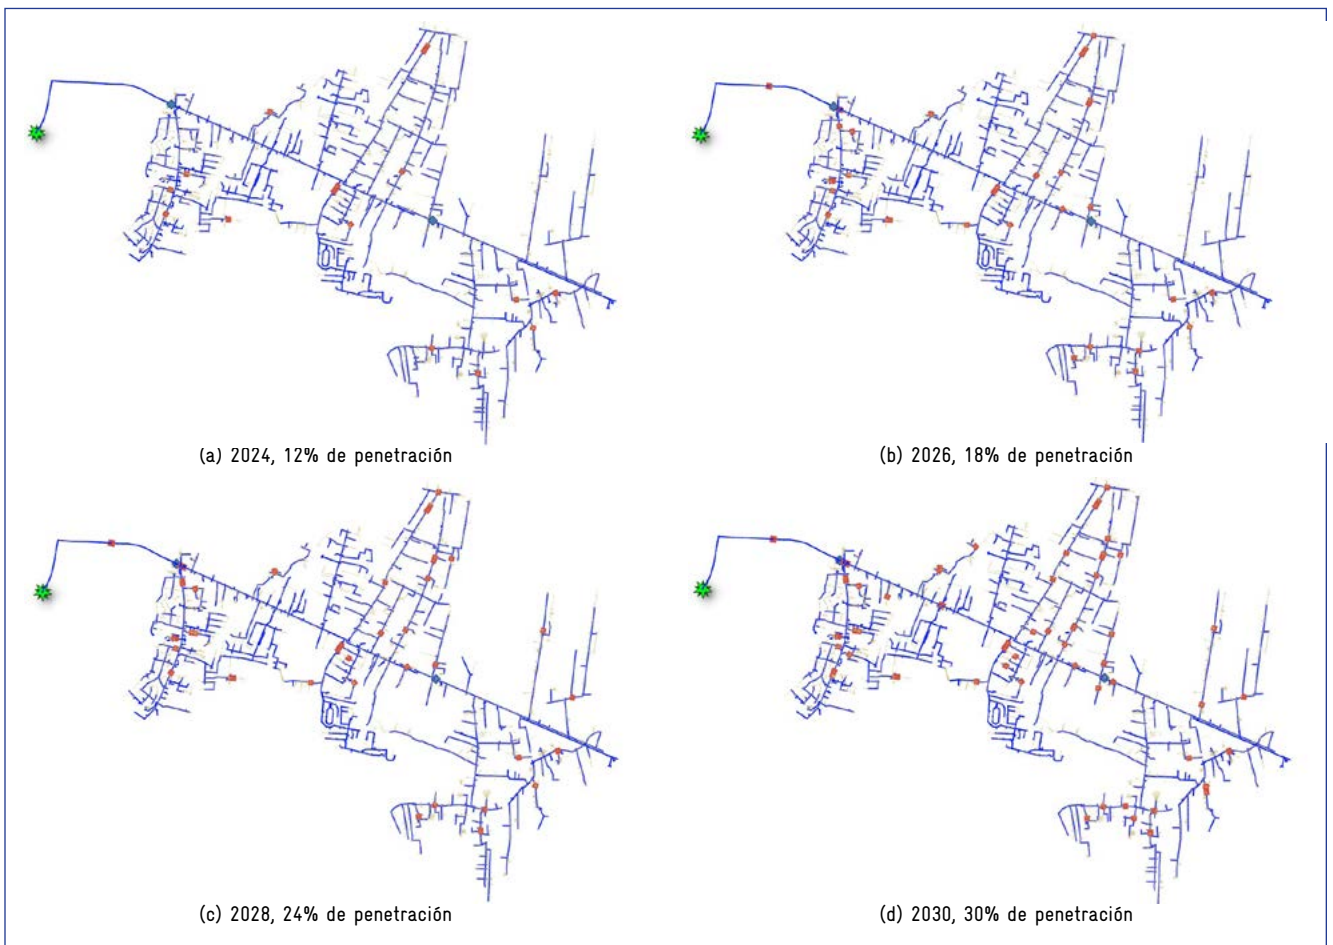 (a) 2024, 12% de penetración
(b) 2026, 18% de penetración
(c) 2028, 24% de penetración
(d) 2030, 30% de penetración